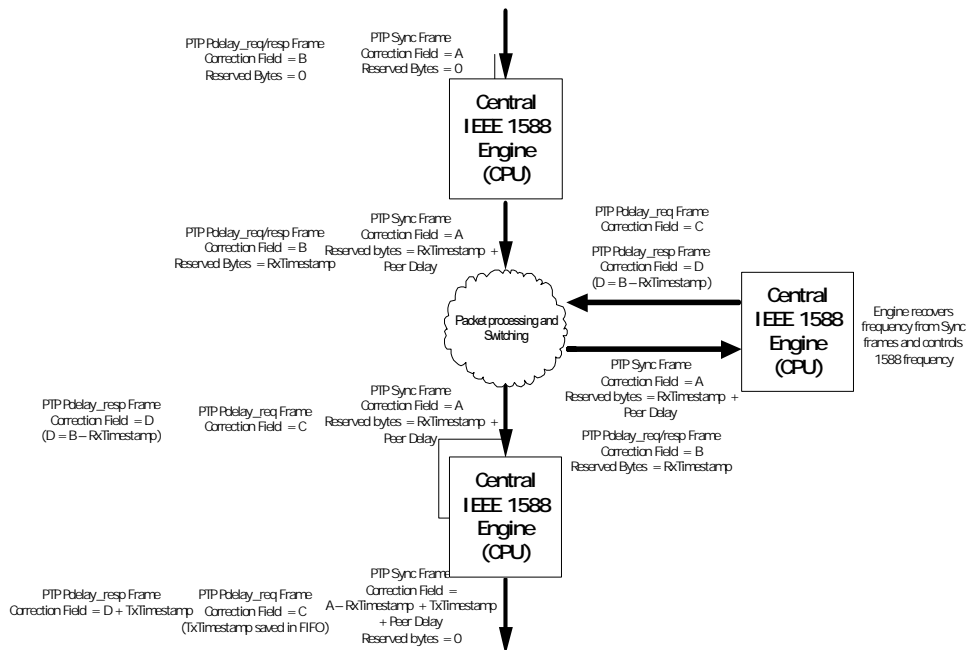 PTP Pdelay_req/resp Frame
Correction Field = B
Reserved Bytes = 0
PTP Sync Frame
Correction Field = A
Reserved Bytes = 0
Central
IEEE 1588
Engine
(CPU)
PTP Pdelay_req/resp Frame
Correction Field = B
Reserved Bytes = RxTimestamp
PTP Sync Frame
Correction Field = A
Reserved bytes = RxTimestamp +
Peer Delay
PTP Pdelay_req Frame
Correction Field = C
PTP Pdelay_resp Frame
Correction Field = D
(D = B – RxTimestamp)
Packet processing and
Switching
Central
IEEE 1588
Engine
(CPU)
Engine recovers
frequency from Sync
frames and controls
1588 frequency
PTP Sync Frame
Correction Field = A
Reserved bytes = RxTimestamp +
Peer Delay
PTP Pdelay_req/resp Frame
Correction Field = B
Reserved Bytes = RxTimestamp
PTP Pdelay_resp Frame
Correction Field = D
(D = B – RxTimestamp)
PTP Pdelay_req Frame
Correction Field = C
PTP Sync Frame
Correction Field = A
Reserved bytes = RxTimestamp +
Peer Delay
Central
IEEE 1588
Engine
(CPU)
PTP Pdelay_resp Frame
Correction Field = D + TxTimestamp
PTP Pdelay_req Frame
Correction Field = C
(TxTimestamp saved in FIFO)
PTP Sync Frame
Correction Field =
A – RxTimestamp + TxTimestamp
+ Peer Delay
Reserved bytes = 0